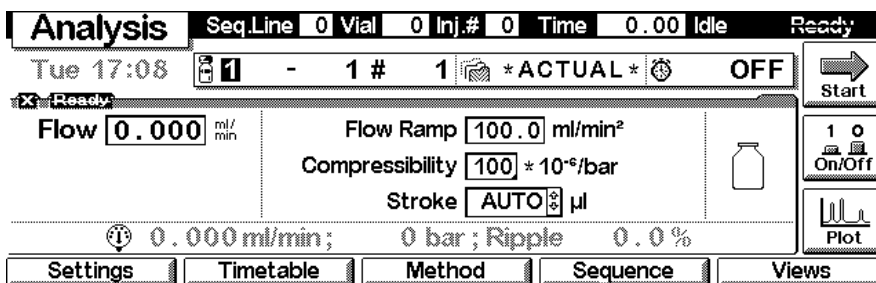 Analysis Seq.Line 0 Vial 0 Inj.# 0 Time 0.00 Idle Ready
Tue 17:08 1 - 1 # 1 *ACTUAL* OFF
Start
X Ready
Flow 0.000 ml/min
Flow Ramp 100.0 ml/min²
1 0
On/Off
Compressibility 100 * 10⁻⁶/bar
Stroke AUTO µl
0.000 ml/min; 0 bar; Ripple 0.0%
Plot
Settings Timetable Method Sequence Views